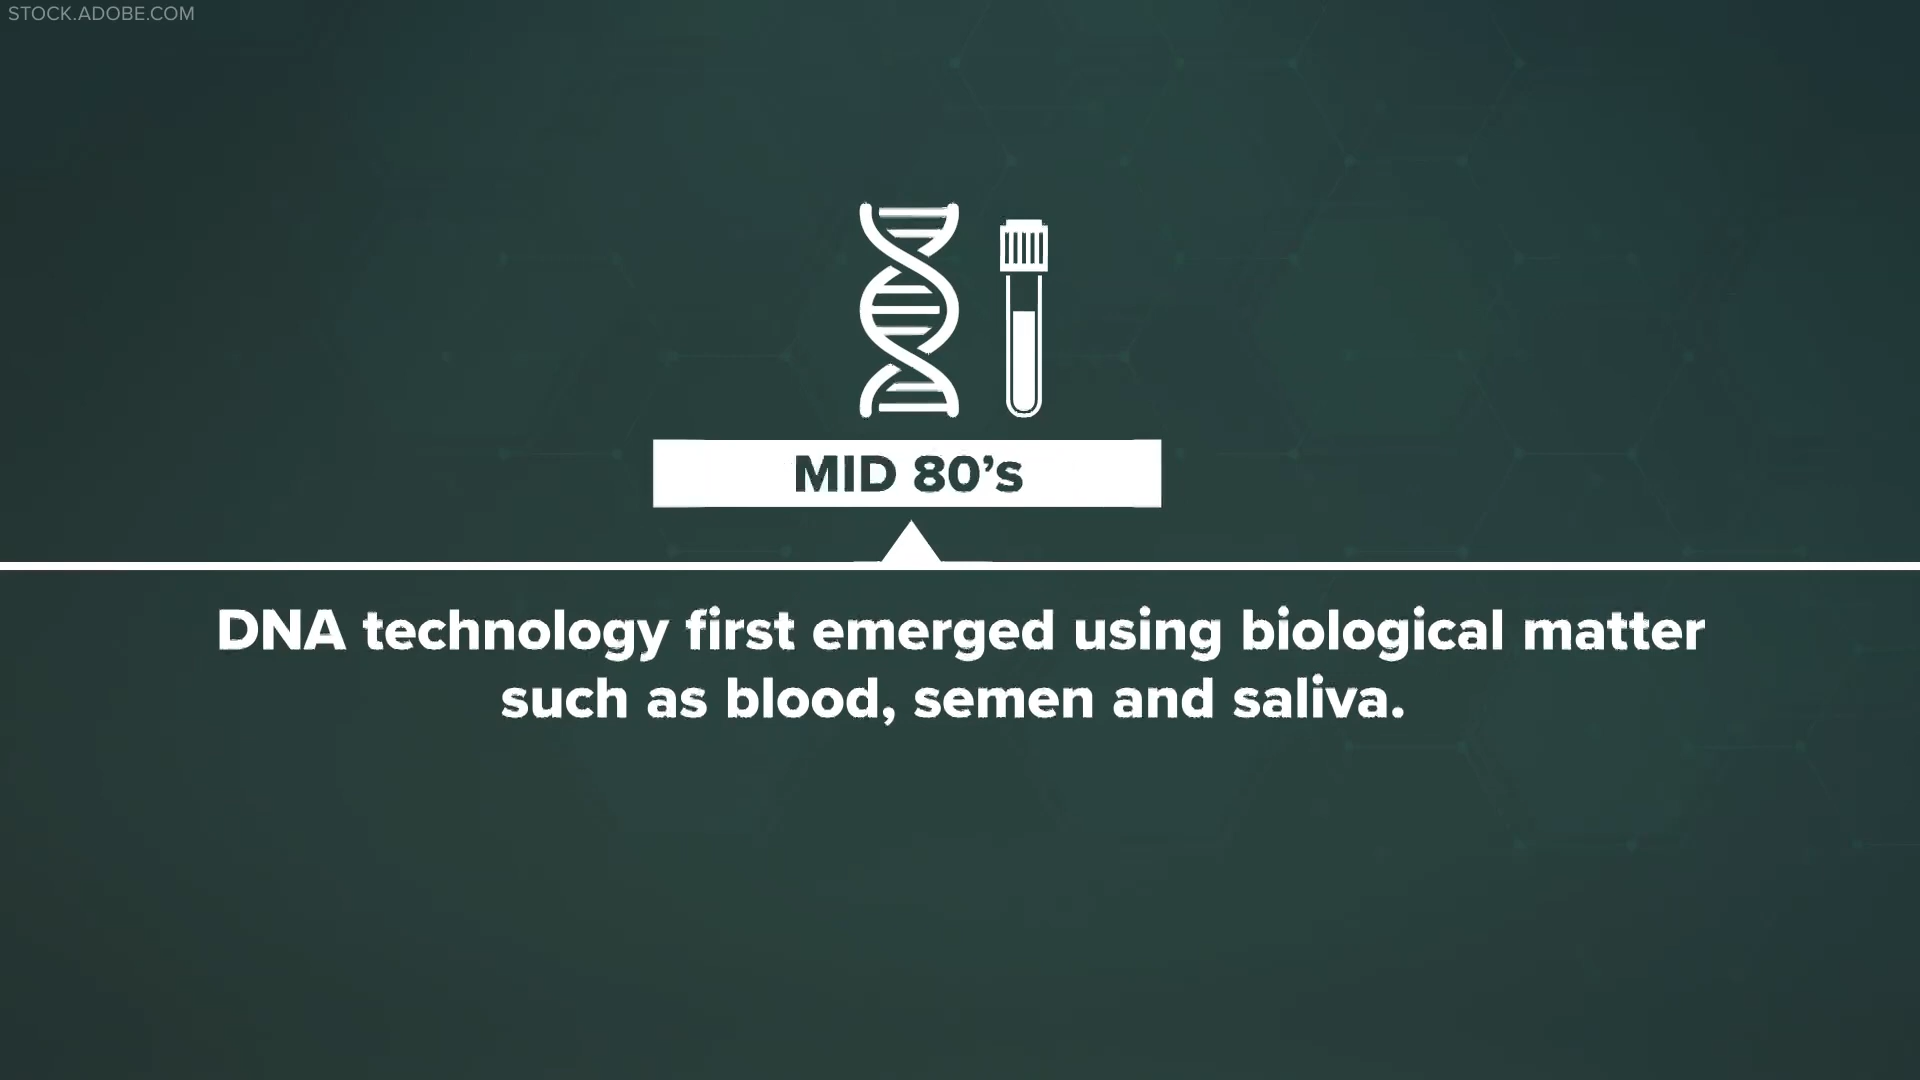 STOCK.ADOBE.COM
MID 80’s
DNA technology first emerged using biological matter
such as blood, semen and saliva.